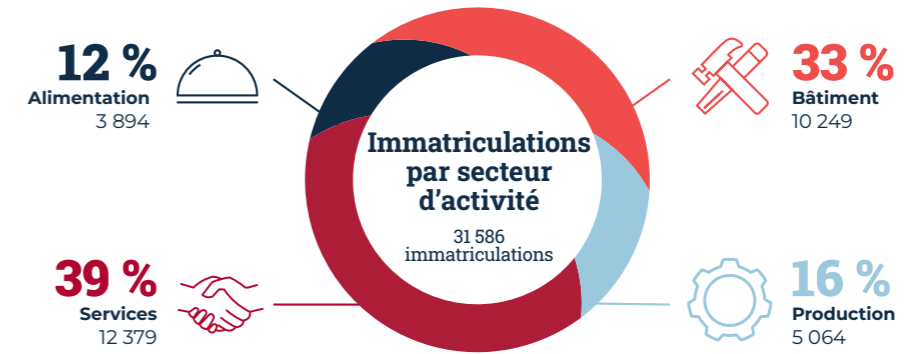 12 %
Alimentation
3 894
33 %
Bâtiment
10 249
Immatriculations
par secteur
d'activité
31 586
immatriculations
39 %
Services
12 379
16 %
Production
5 064